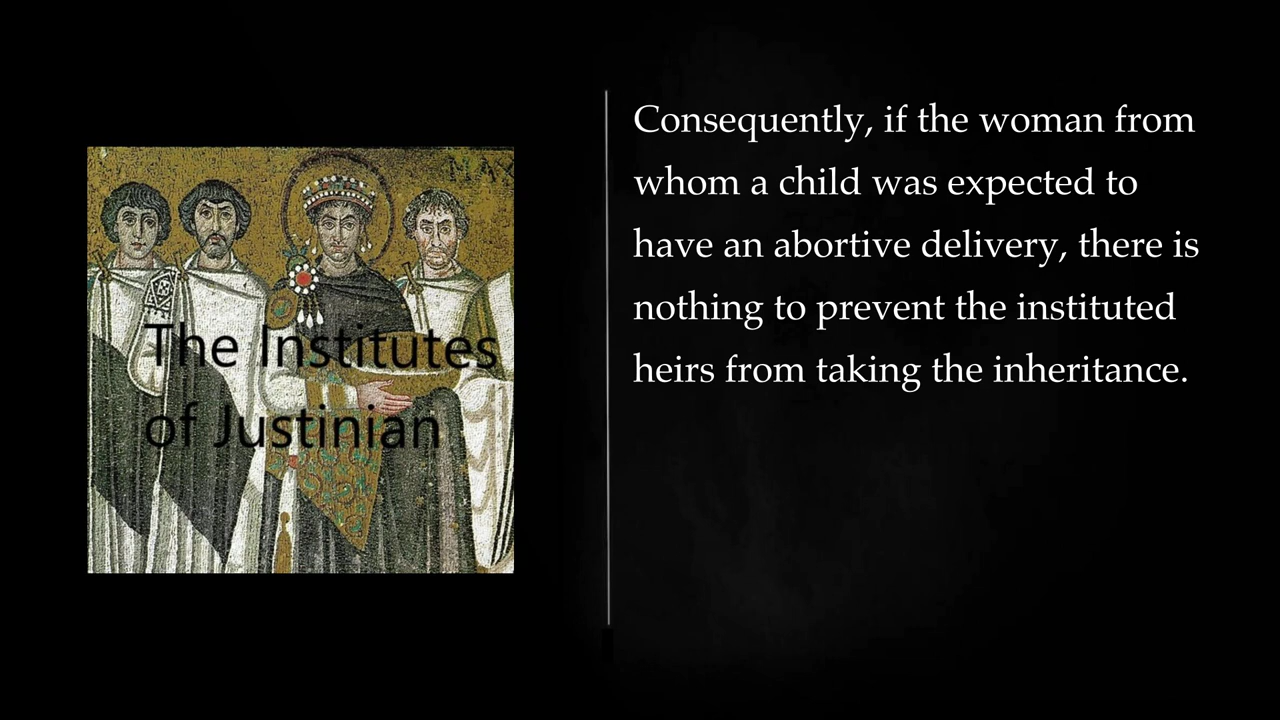 MAX
The Institutes
of Justinian
Consequently, if the woman from
whom a child was expected to
have an abortive delivery, there is
nothing to prevent the instituted
heirs from taking the inheritance.